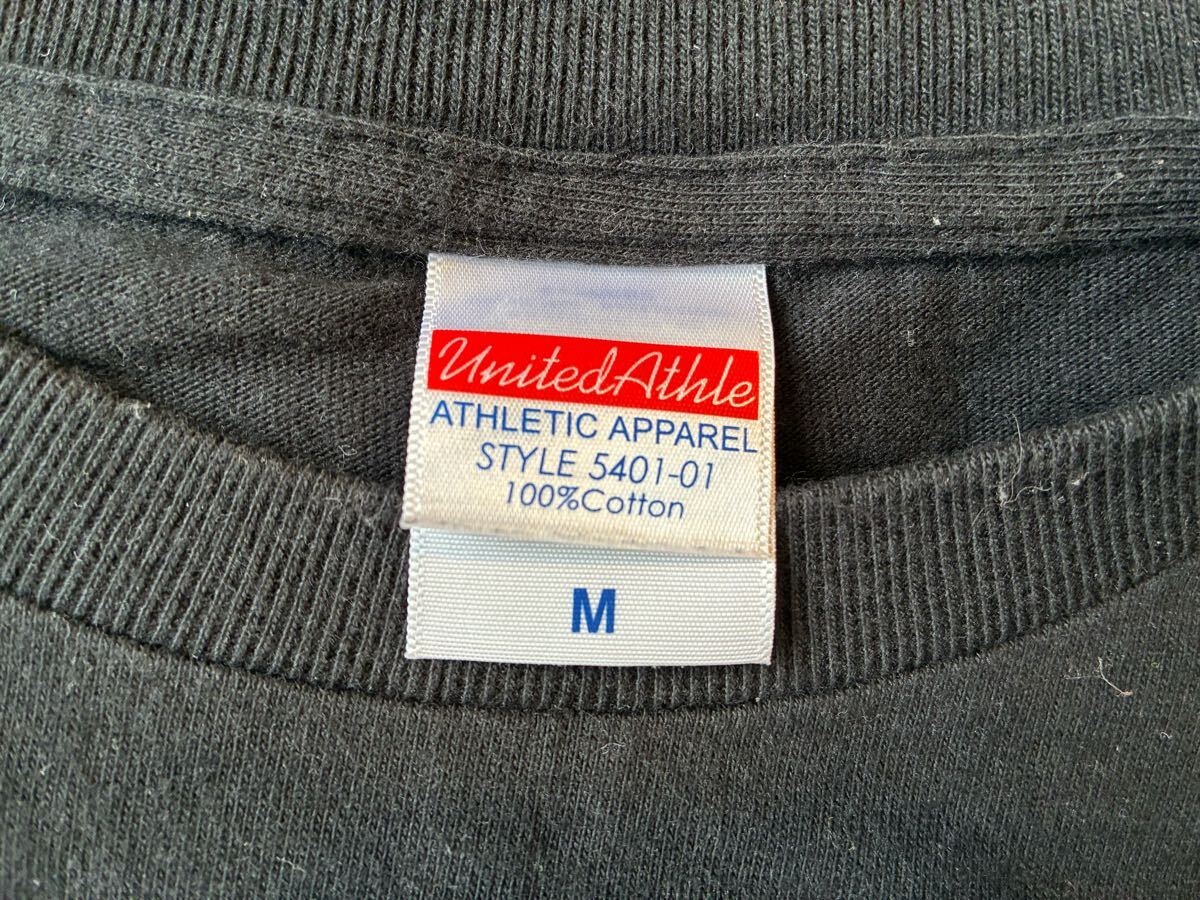 UnitedAthle
ATHLETIC APPAREL
STYLE 5401-01
100%Cotton
M